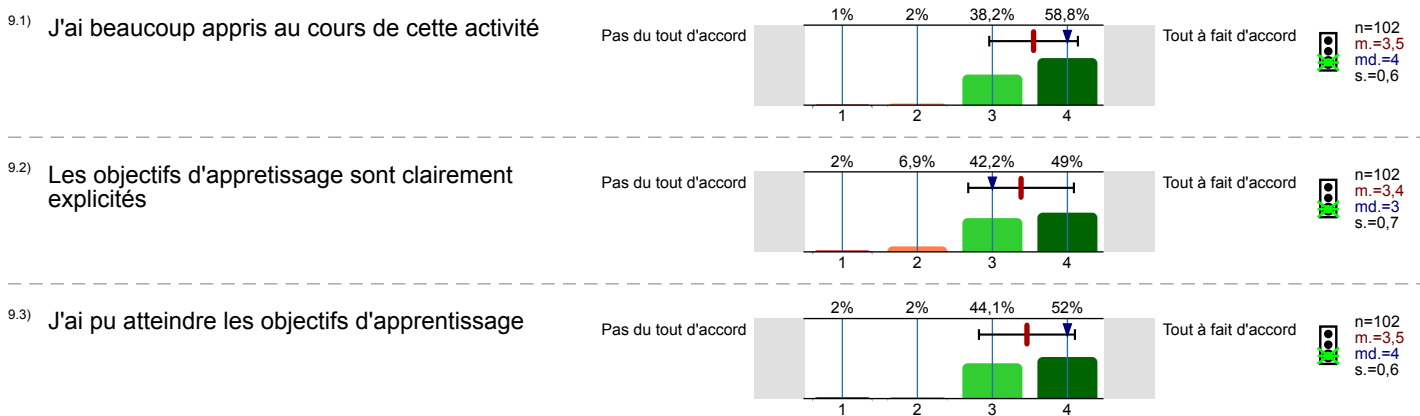 9.1) J'ai beaucoup appris au cours de cette activité
Pas du tout d'accord
1% 2% 38,2% 58,8%
1 2 3 4
Tout à fait d'accord
n=102
m.=3,5
md.=4
s.=0,6
9.2) Les objectifs d'appretissage sont clairement
explicités
Pas du tout d'accord
2% 6,9% 42,2% 49%
1 2 3 4
Tout à fait d'accord
n=102
m.=3,4
md.=3
s.=0,7
9.3) J'ai pu atteindre les objectifs d'apprentissage
Pas du tout d'accord
2% 2% 44,1% 52%
1 2 3 4
Tout à fait d'accord
n=102
m.=3,5
md.=4
s.=0,6